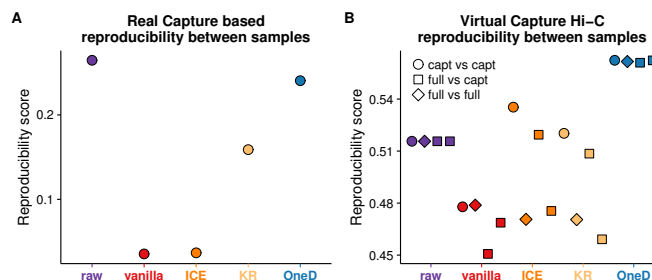 A
Real Capture based
reproducibility between samples
Reproducibility score
0.2
0.1
raw
vanilla
ICE
KR
OneD
B
Virtual Capture Hi−C
reproducibility between samples
Reproducibility score
capt vs capt
full vs capt
full vs full
0.54
0.51
0.48
0.45
raw
vanilla
ICE
KR
OneD